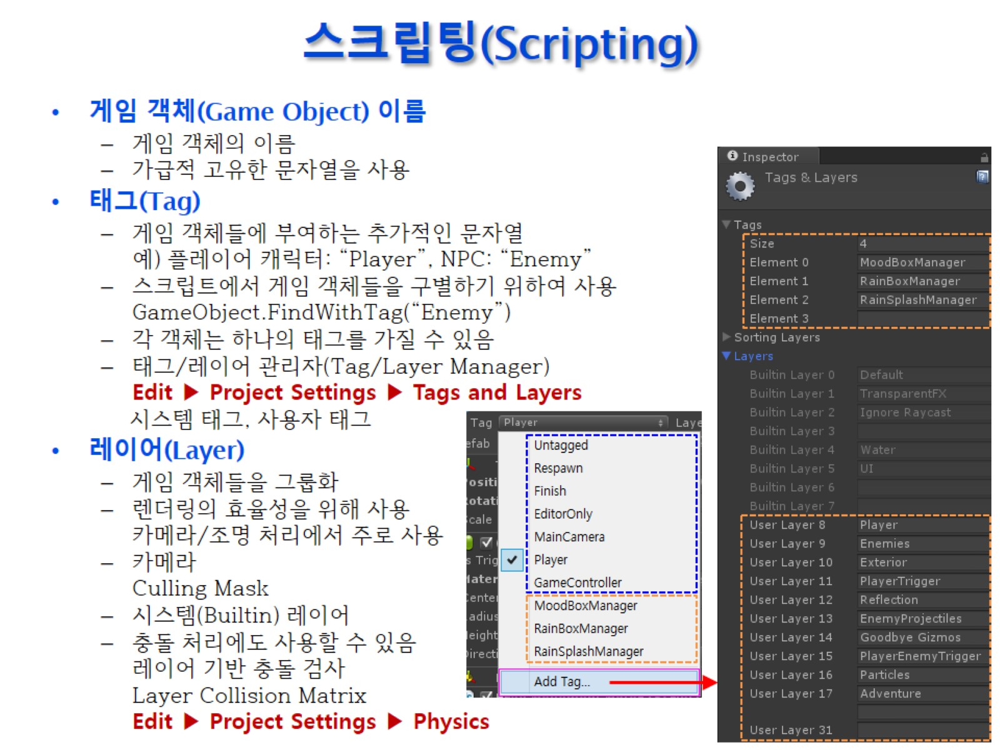 스크립팅(Scripting)
• 게임 객체(Game Object) 이름
– 게임 객체의 이름
– 가급적 고유한 문자열을 사용
• 태그(Tag)
– 게임 객체들에 부여하는 추가적인 문자열
예) 플레이어 캐릭터: “Player”, NPC: “Enemy”
– 스크립트에서 게임 객체들을 구별하기 위하여 사용
GameObject.FindWithTag(“Enemy”)
– 각 객체는 하나의 태그를 가질 수 있음
– 태그/레이어 관리자(Tag/Layer Manager)
Edit ▶ Project Settings ▶ Tags and Layers
시스템 태그, 사용자 태그
• 레이어(Layer)
– 게임 객체들을 그룹화
– 렌더링의 효율성을 위해 사용
카메라/조명 처리에서 주로 사용
– 카메라
Culling Mask
– 시스템(Builtin) 레이어
– 충돌 처리에도 사용할 수 있음
레이어 기반 충돌 검사
Layer Collision Matrix
Edit ▶ Project Settings ▶ Physics
Tag Player Laye
efab
Untagged
Respawn
Finish
EditorOnly
MainCamera
Player
GameController
MoodBoxManager
RainBoxManager
RainSplashManager
Add Tag...
Positi
Rotati
Scale
s Trig
Mater
Center
Radius
Height
Directi
Inspector
Tags & Layers
Tags
Size 4
Element 0 MoodBoxManager
Element 1 RainBoxManager
Element 2 RainSplashManager
Element 3
Sorting Layers
Layers
Builtin Layer 0 Default
Builtin Layer 1 TransparentFX
Builtin Layer 2 Ignore Raycast
Builtin Layer 3
Builtin Layer 4 Water
Builtin Layer 5 UI
Builtin Layer 6
Builtin Layer 7
User Layer 8 Player
User Layer 9 Enemies
User Layer 10 Exterior
User Layer 11 PlayerTrigger
User Layer 12 Reflection
User Layer 13 EnemyProjectiles
User Layer 14 Goodbye Gizmos
User Layer 15 PlayerEnemyTrigger
User Layer 16 Particles
User Layer 17 Adventure
User Layer 31